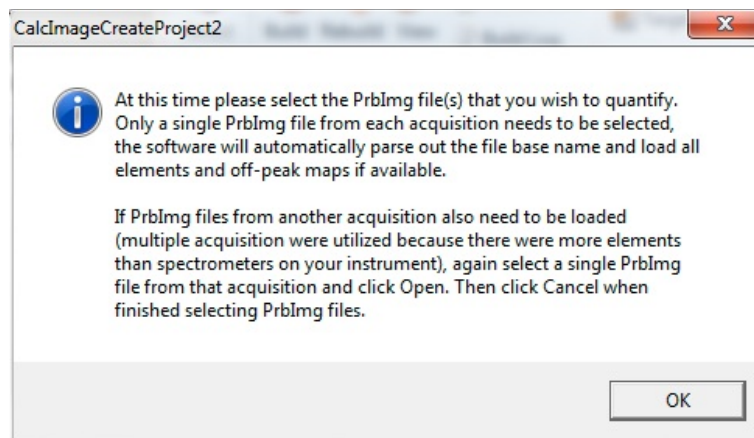 CalcImageCreateProject2
At this time please select the PrbImg file(s) that you wish to quantify.
Only a single PrbImg file from each acquisition needs to be selected,
the software will automatically parse out the file base name and load all
elements and off-peak maps if available.
If PrbImg files from another acquisition also need to be loaded
(multiple acquisition were utilized because there were more elements
than spectrometers on your instrument), again select a single PrbImg
file from that acquisition and click Open. Then click Cancel when
finished selecting PrbImg files.
OK